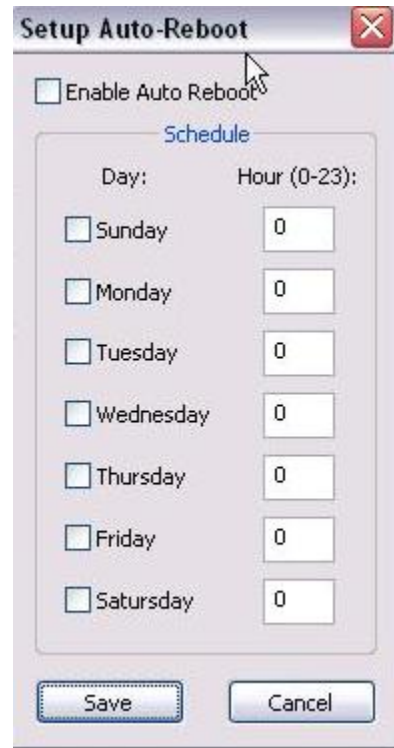 Setup Auto-Reboot
Enable Auto Reboot
Schedule
Day: Hour (0-23):
Sunday 0
Monday 0
Tuesday 0
Wednesday 0
Thursday 0
Friday 0
Satursday 0
Save Cancel